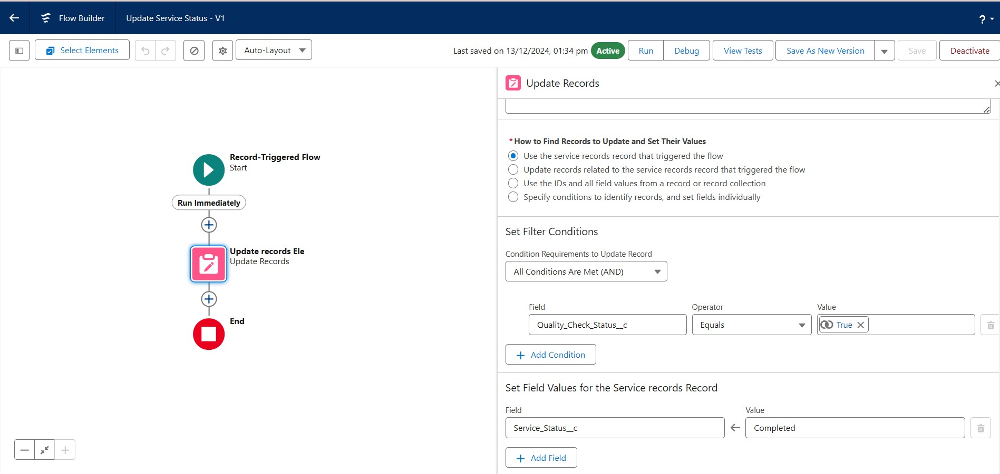 Flow Builder Update Service Status - V1 ?
Select Elements Auto-Layout Last saved on 13/12/2024, 01:34 pm Active Run Debug View Tests Save As New Version Save Deactivate
Record-Triggered Flow
Start
Run Immediately
Update records Ele
Update Records
End
Update Records
* How to Find Records to Update and Set Their Values
Use the service records record that triggered the flow
Update records related to the service records record that triggered the flow
Use the IDs and all field values from a record or record collection
Specify conditions to identify records, and set fields individually
Set Filter Conditions
Condition Requirements to Update Record
All Conditions Are Met (AND)
Field Operator Value
Quality_Check_Status__c Equals True
Add Condition
Set Field Values for the Service records Record
Field Value
Service_Status__c Completed
Add Field